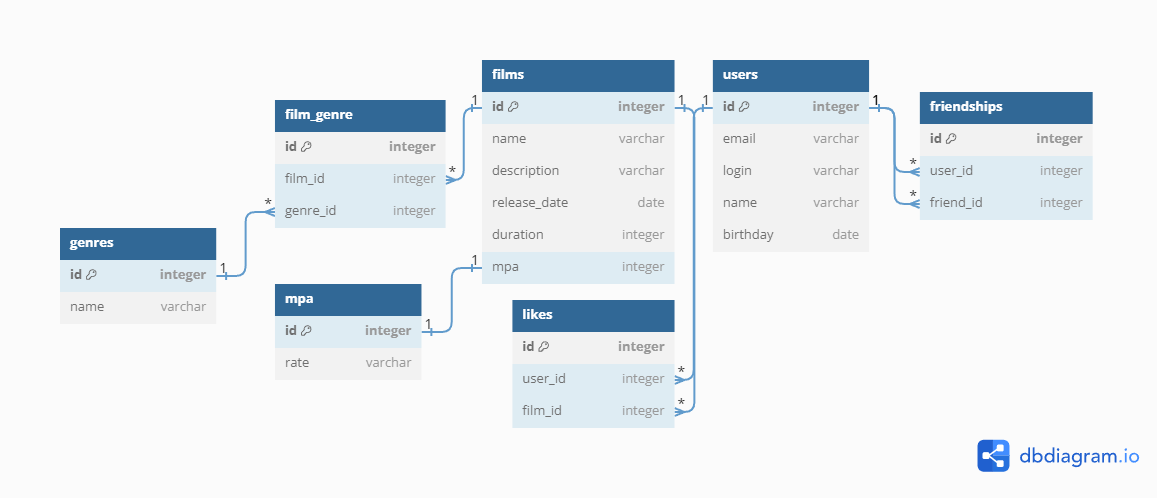 films
id integer
name varchar
description varchar
release_date date
duration integer
mpa integer
users
id integer
email varchar
login varchar
name varchar
birthday date
friendships
id integer
user_id integer
friend_id integer
film_genre
id integer
film_id integer
genre_id integer
genres
id integer
name varchar
mpa
id integer
rate varchar
likes
id integer
user_id integer
film_id integer
1
*
*
1
1
1
1
1
1
*
*
*
*
dbdiagram.io